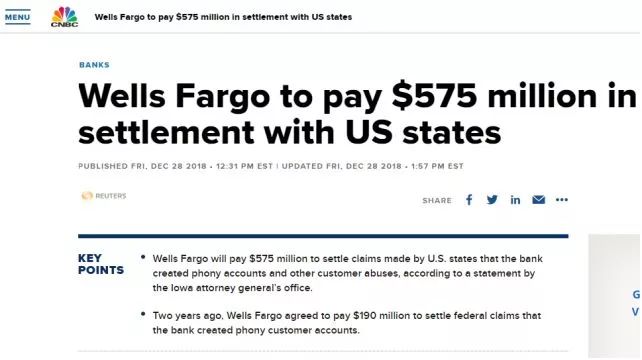 MENU
CNBC
Wells Fargo to pay $575 million in settlement with US states
BANKS
Wells Fargo to pay $575 million in
settlement with US states
PUBLISHED FRI, DEC 28 2018 • 12:31 PM EST | UPDATED FRI, DEC 28 2018 • 1:57 PM EST
REUTERS
SHARE f in •••
KEY
POINTS
• Wells Fargo will pay $575 million to settle claims made by U.S. states that the bank
created phony accounts and other customer abuses, according to a statement by
the Iowa attorney general's office.
• Two years ago, Wells Fargo agreed to pay $190 million to settle federal claims that
the bank created phony customer accounts.
G
V